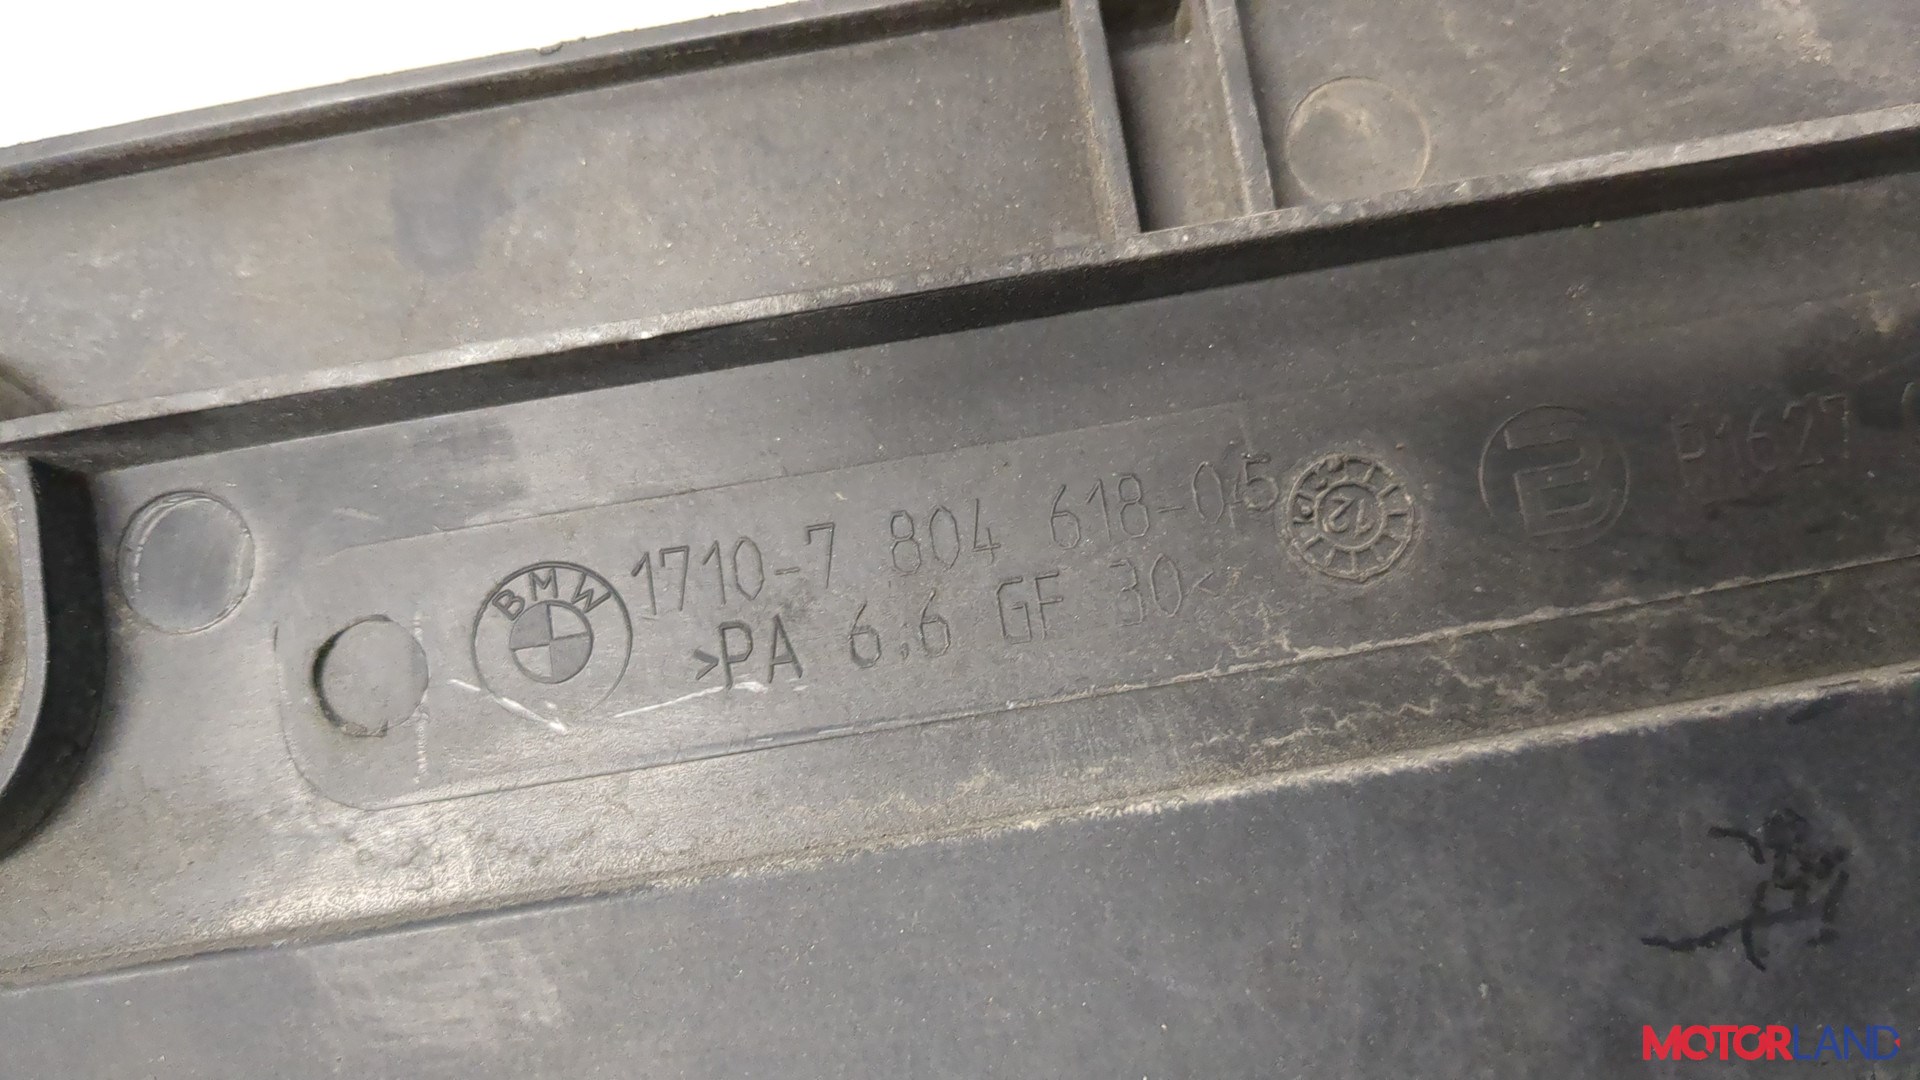 BMW
1710-7 804 618-05
>PA 6.6 GF 30<
12
P1627
MOTORLAND